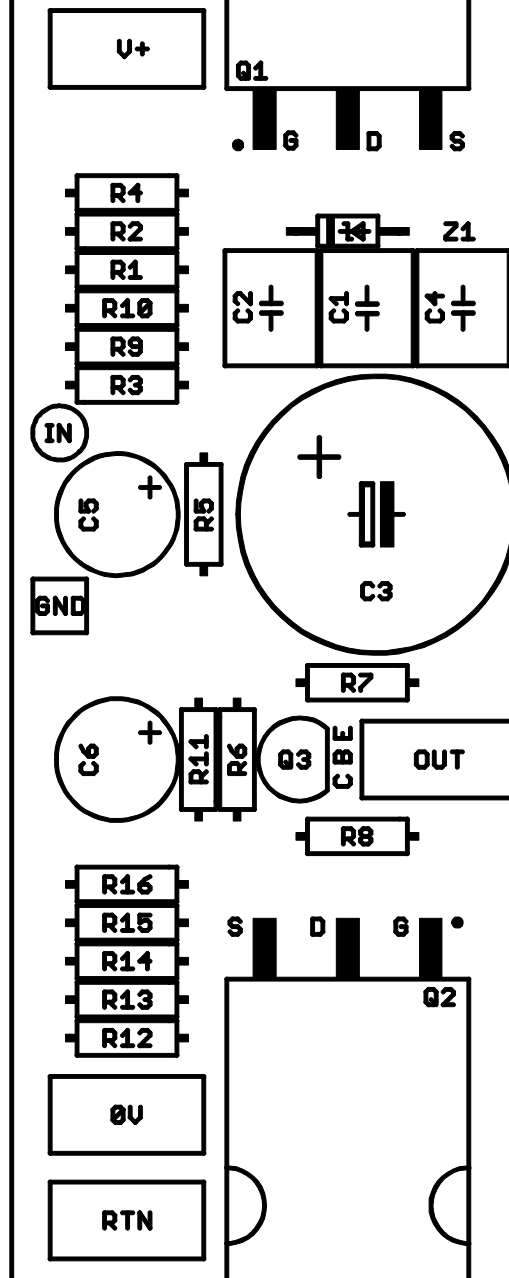 V+
Q1
G D S
R4
R2
Z1
R1
C2 C1 C4
R10
R9
R3
IN
C5
R5
C3
GND
R7
C6
R11
R6
Q3
C B E
OUT
R8
R16
S D G
R15
R14
R13
Q2
R12
0V
RTN